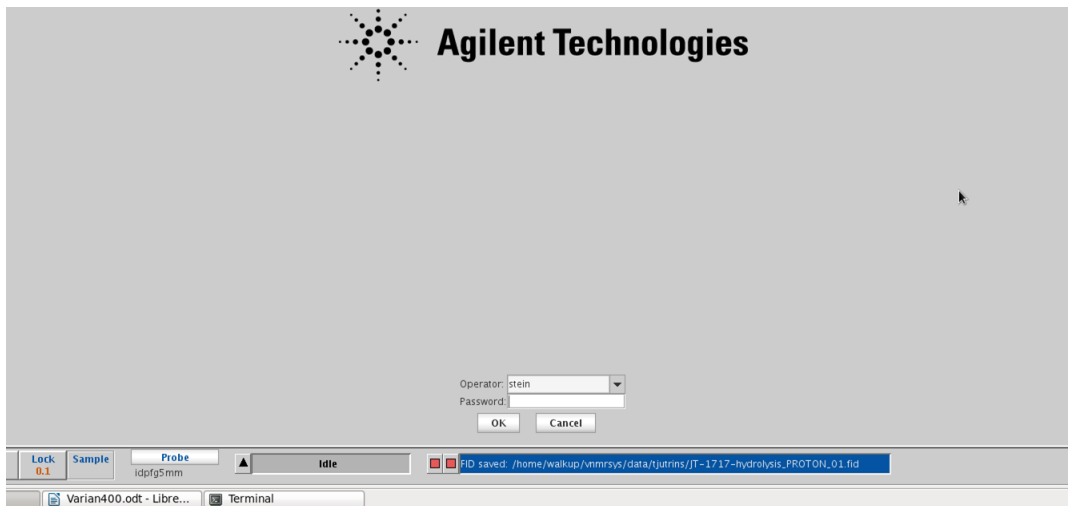 Agilent Technologies
Operator: stein
Password:
OK Cancel
Lock Sample Probe
0.1 idpfg5mm Idle FID saved: /home/walkup/vnmrsys/data/tjutrins/JT-1717-hydrolysis_PROTON_01.fid
Varian400.odt - Libre... Terminal